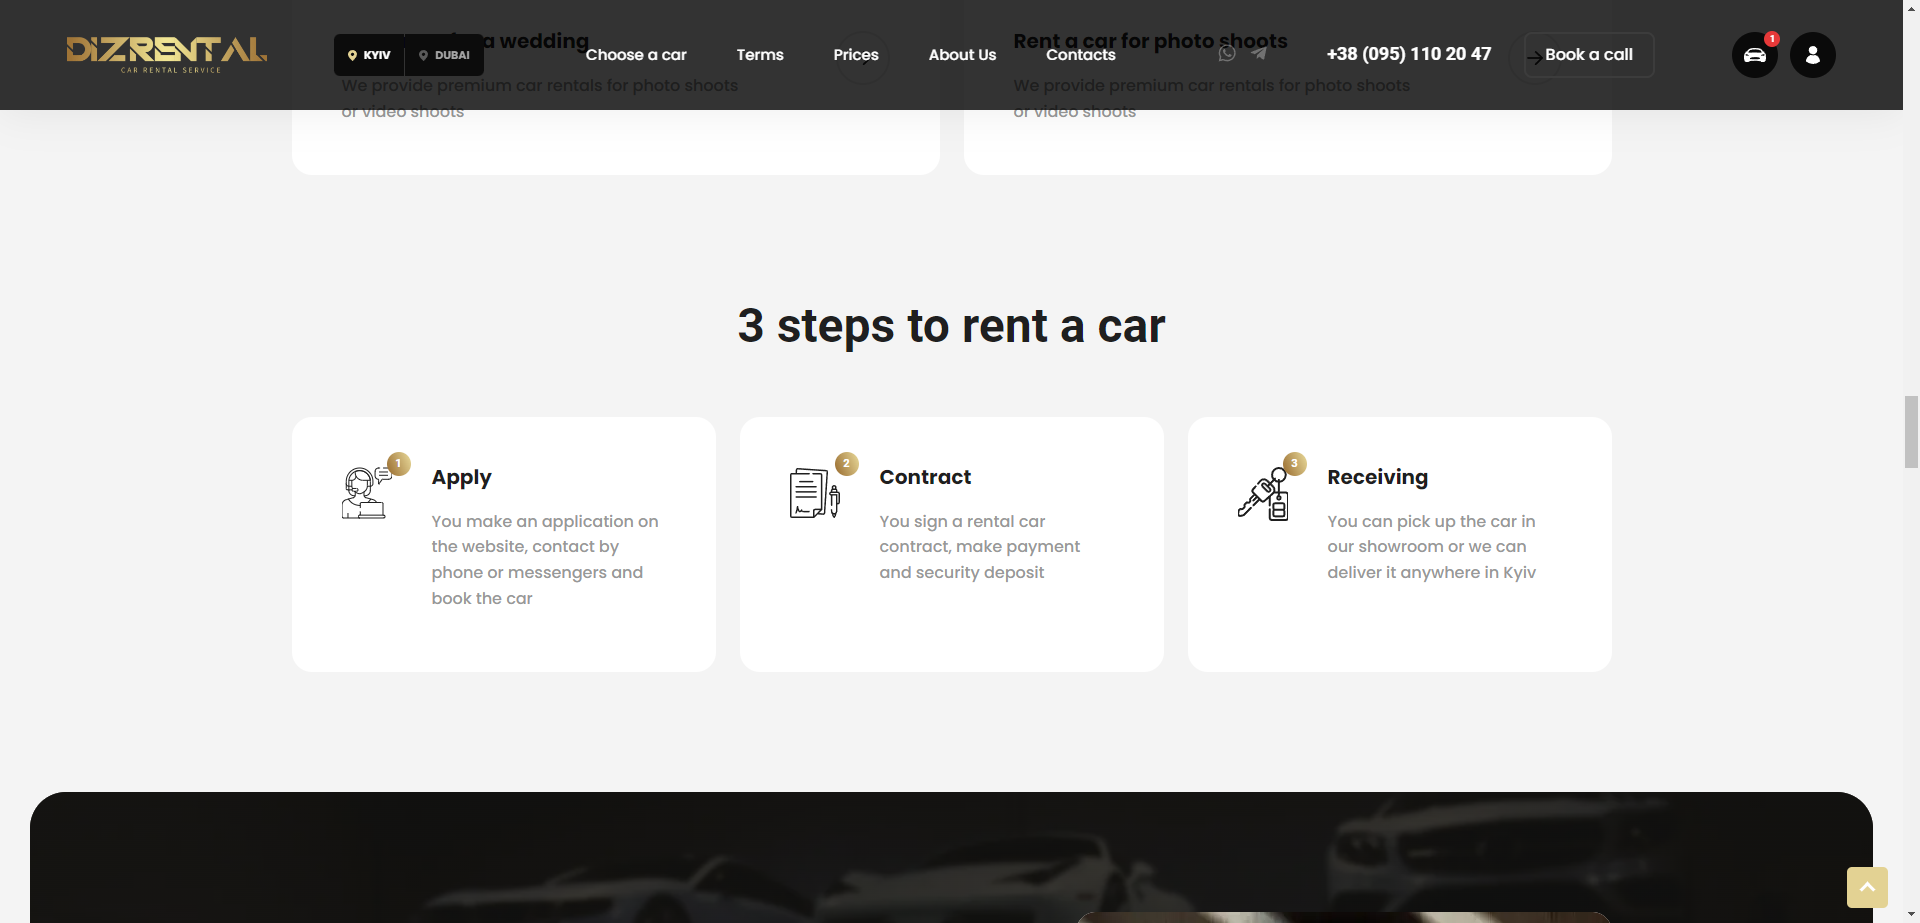 DIZRENTAL
CAR RENTAL SERVICE
KYIV
DUBAI
Choose a car
Terms
Prices
About Us
Contacts
+38 (095) 110 20 47
Book a call
1
a wedding
We provide premium car rentals for photo shoots
or video shoots
Rent a car for photo shoots
We provide premium car rentals for photo shoots
or video shoots
3 steps to rent a car
1
Apply
You make an application on
the website, contact by
phone or messengers and
book the car
2
Contract
You sign a rental car
contract, make payment
and security deposit
3
Receiving
You can pick up the car in
our showroom or we can
deliver it anywhere in Kyiv